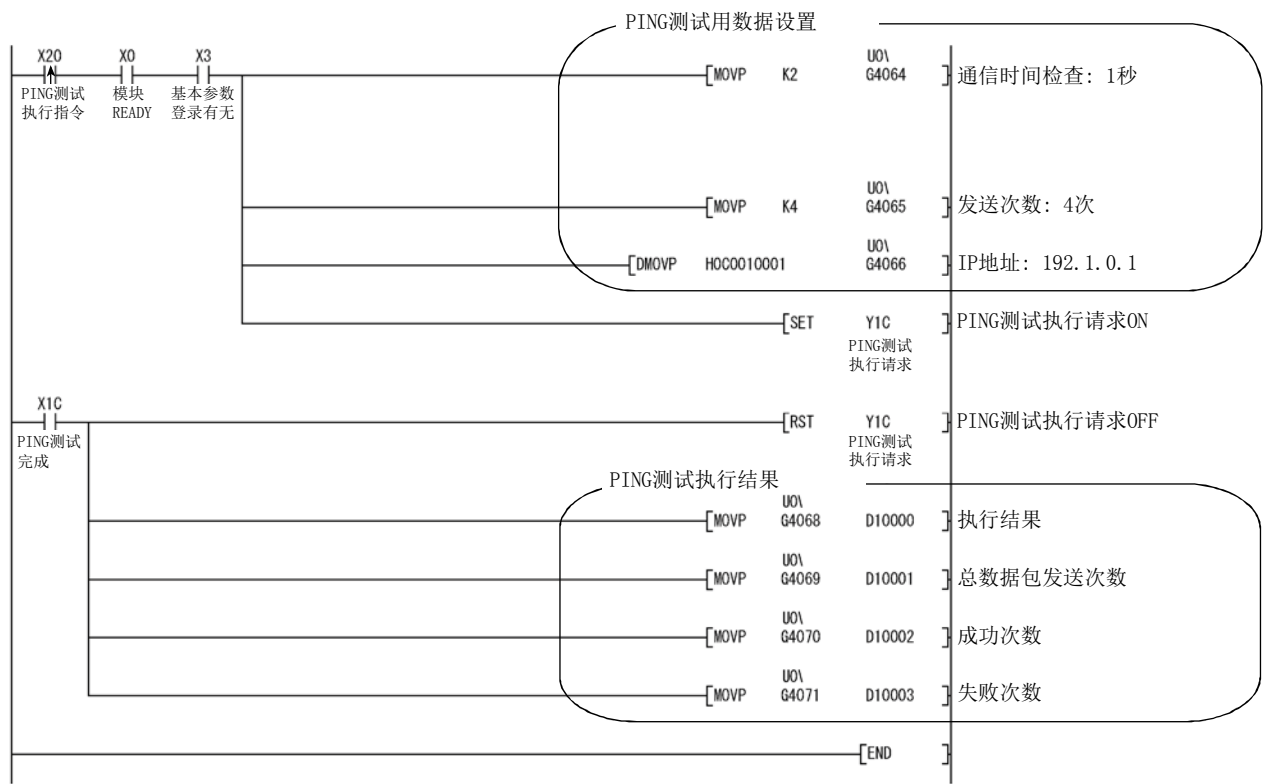 PING测试用数据设置
X20 X0 X3 [MOVP K2 U0\G4064 ] 通信时间检查: 1秒
PING测试执行指令 模块READY 基本参数登录有无
[MOVP K4 U0\G4065 ] 发送次数: 4次
[DMOVP H0C0010001 U0\G4066 ] IP地址: 192.1.0.1
[SET Y1C ] PING测试执行请求ON
PING测试执行请求
X1C [RST Y1C ] PING测试执行请求OFF
PING测试完成 PING测试执行请求
PING测试执行结果
[MOVP U0\G4068 D10000 ] 执行结果
[MOVP U0\G4069 D10001 ] 总数据包发送次数
[MOVP U0\G4070 D10002 ] 成功次数
[MOVP U0\G4071 D10003 ] 失败次数
[END ]